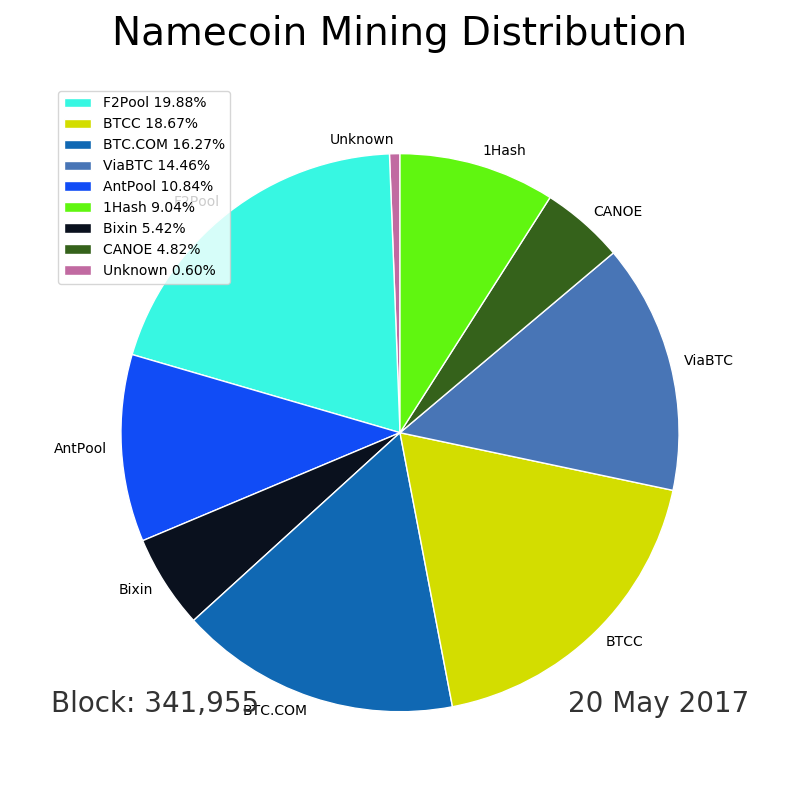 Namecoin Mining Distribution
F2Pool 19.88%
BTCC 18.67%
BTC.COM 16.27%
ViaBTC 14.46%
AntPool 10.84%
1Hash 9.04%
Bixin 5.42%
CANOE 4.82%
Unknown 0.60%
Unknown
1Hash
CANOE
F2Pool
ViaBTC
AntPool
Bixin
BTCC
BTC.COM
Block: 341,955
20 May 2017